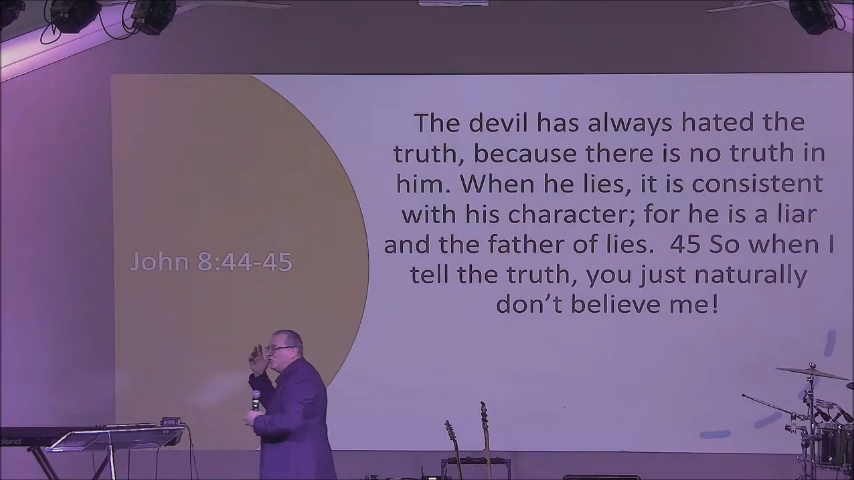 The devil has always hated the
truth, because there is no truth in
him. When he lies, it is consistent
with his character; for he is a liar
and the father of lies.  45 So when I
tell the truth, you just naturally
don’t believe me!
John 8:44-45
Roland